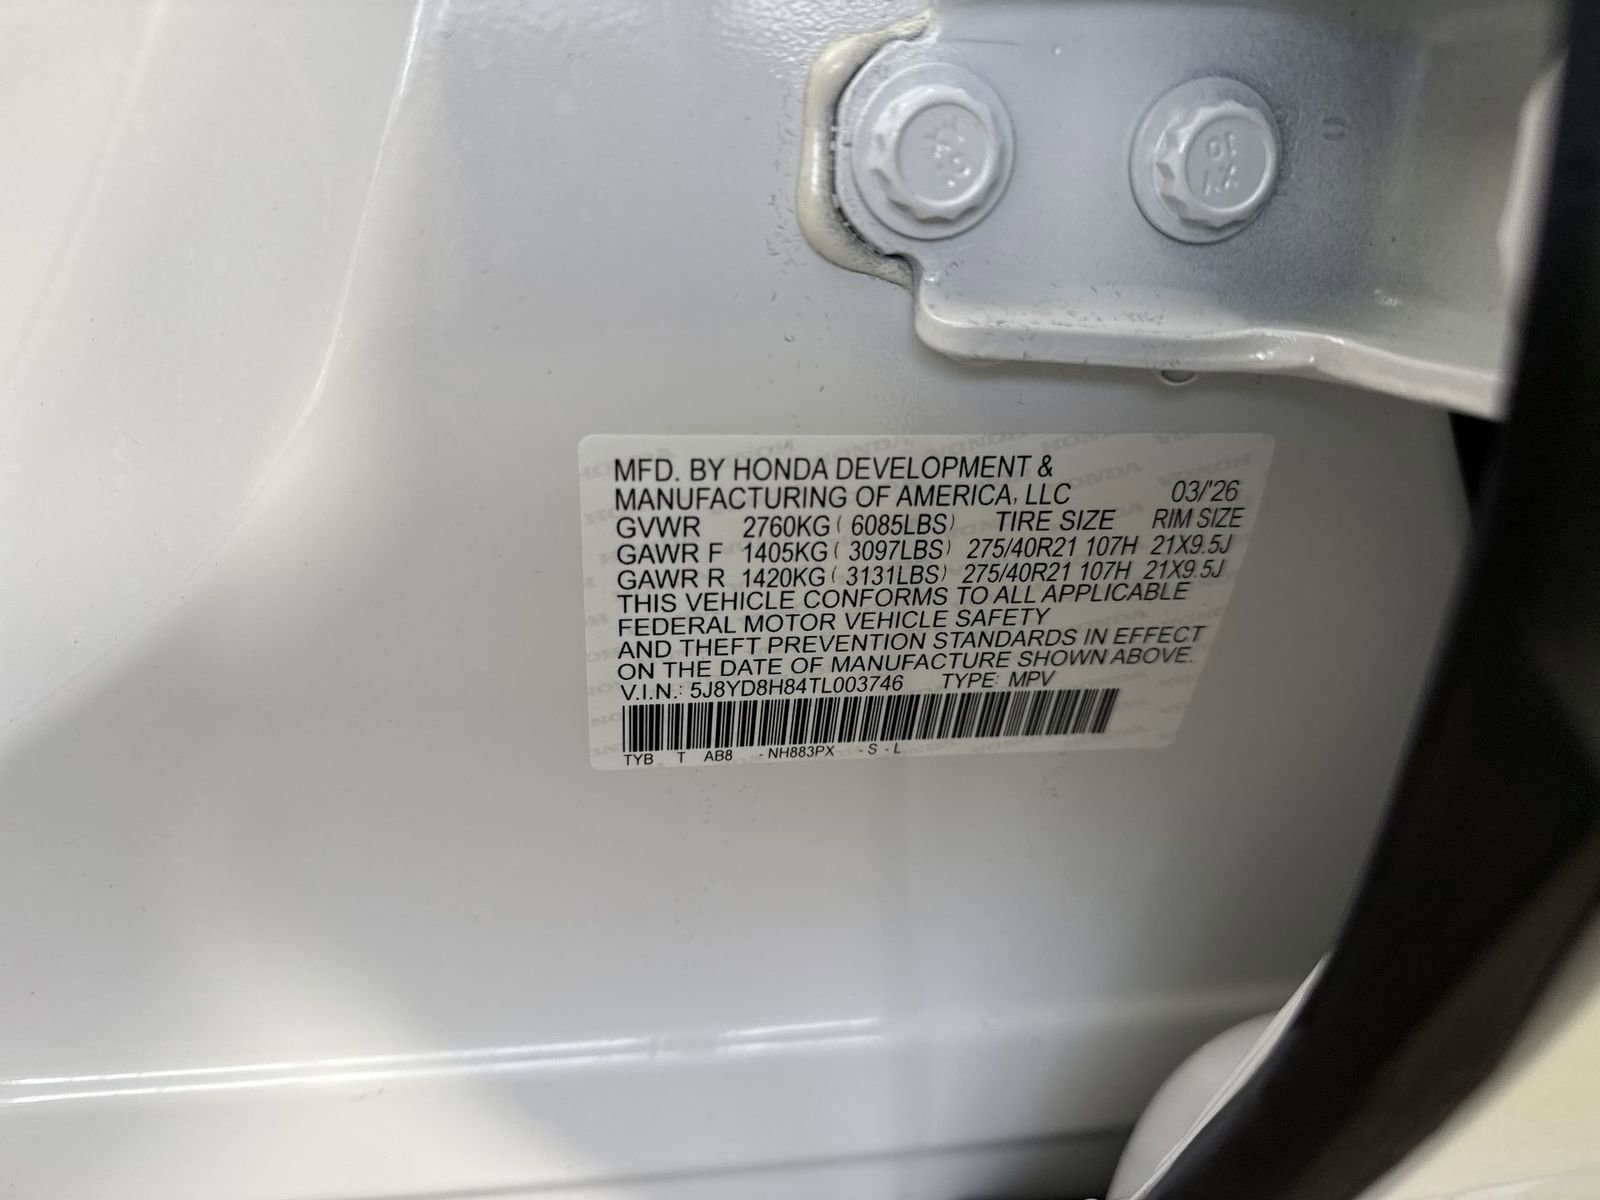 MFD. BY HONDA DEVELOPMENT &
MANUFACTURING OF AMERICA, LLC 03/'26
GVWR 2760KG ( 6085LBS) TIRE SIZE RIM SIZE
GAWR F 1405KG ( 3097LBS) 275/40R21 107H 21X9.5J
GAWR R 1420KG ( 3131LBS) 275/40R21 107H 21X9.5J
THIS VEHICLE CONFORMS TO ALL APPLICABLE
FEDERAL MOTOR VEHICLE SAFETY
AND THEFT PREVENTION STANDARDS IN EFFECT
ON THE DATE OF MANUFACTURE SHOWN ABOVE.
V.I.N.: 5J8YD8H84TL003746 TYPE: MPV
TYB T AB8 -NH883PX -S-L